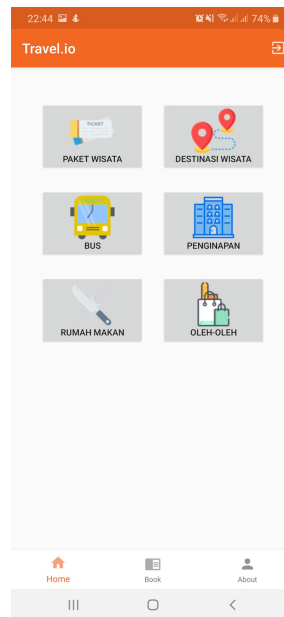 22:44 74%
Travel.io
TICKET
PAKET WISATA
DESTINASI WISATA
BUS
PENGINAPAN
RUMAH MAKAN
OLEH-OLEH
Home
Book
About